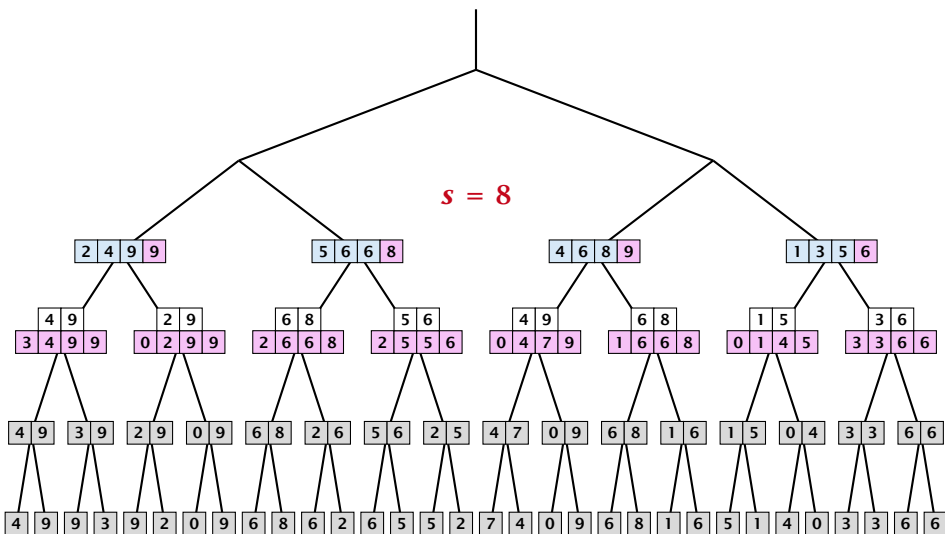 s = 8
2 4 9 9 5 6 6 8 4 6 8 9 1 3 5 6
4 9 2 9 6 8 5 6 4 9 6 8 1 5 3 6
3 4 9 9 0 2 9 9 2 6 6 8 2 5 5 6 0 4 7 9 1 6 6 8 0 1 4 5 3 3 6 6
4 9 3 9 2 9 0 9 6 8 2 6 5 6 2 5 4 7 0 9 6 8 1 6 1 5 0 4 3 3 6 6
4 9 9 3 9 2 0 9 6 8 6 2 6 5 5 2 7 4 0 9 6 8 1 6 5 1 4 0 3 3 6 6